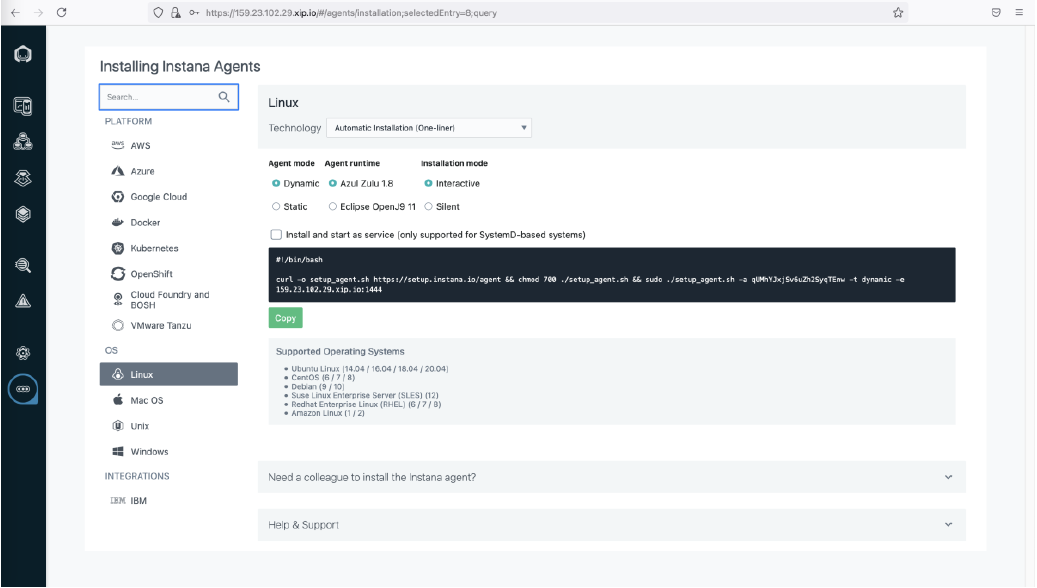 https://159.23.102.29.xip.io/#/agents/installation;selectedEntry=8;query
Installing Instana Agents
Search...
PLATFORM
aws AWS
Azure
Google Cloud
Docker
Kubernetes
OpenShift
Cloud Foundry and
BOSH
VMware Tanzu
OS
Linux
Mac OS
Unix
Windows
INTEGRATIONS
IBM IBM
Linux
Technology Automatic Installation (One-liner)
Agent mode Agent runtime Installation mode
Dynamic Azul Zulu 1.8 Interactive
Static Eclipse OpenJ9 11 Silent
Install and start as service (only supported for SystemD-based systems)
#!/bin/bash
curl -o setup_agent.sh https://setup.instana.io/agent && chmod 700 ./setup_agent.sh && sudo ./setup_agent.sh -a qUMhYJxjSv6uZh2SyqTEnw -t dynamic -e
159.23.102.29.xip.io:1444
Copy
Supported Operating Systems
• Ubuntu Linux (14.04 / 16.04 / 18.04 / 20.04)
• CentOS (6 / 7 / 8)
• Debian (9 / 10)
• Suse Linux Enterprise Server (SLES) (12)
• Redhat Enterprise Linux (RHEL) (6 / 7 / 8)
• Amazon Linux (1 / 2)
Need a colleague to install the Instana agent?
Help & Support